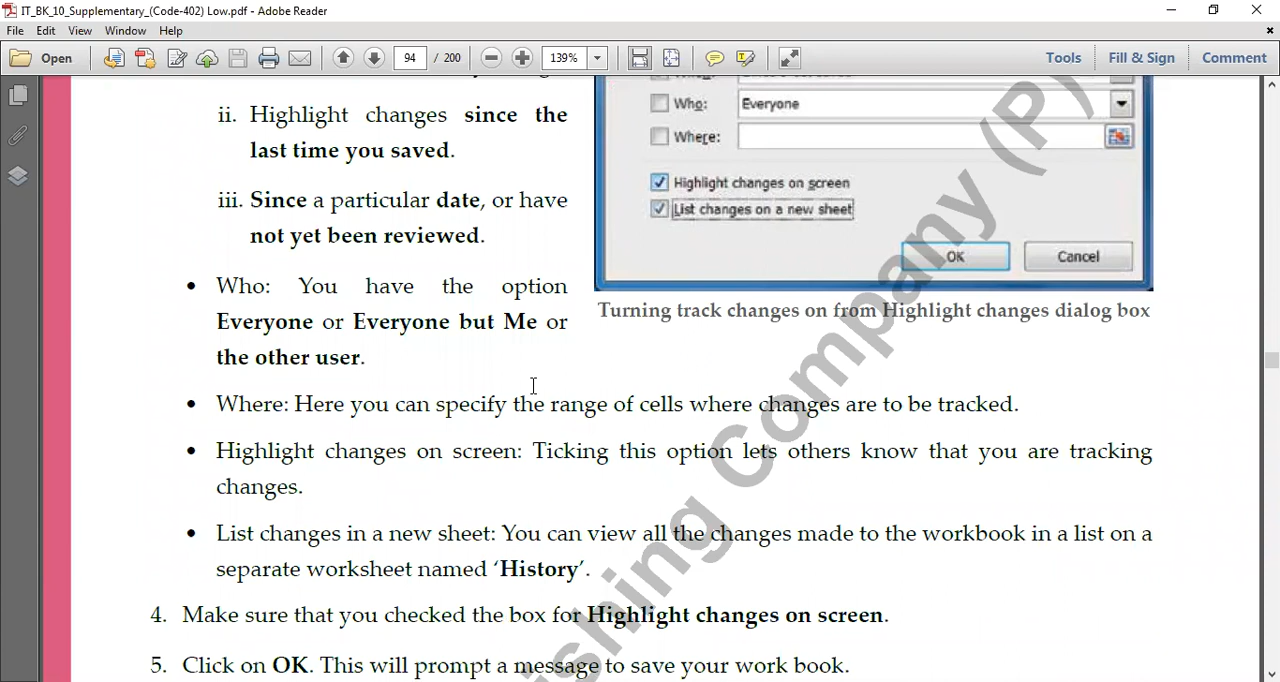 IT_BK_10_Supplementary_(Code-402) Low.pdf - Adobe Reader
File Edit View Window Help
Open 94 / 200 139% Tools Fill & Sign Comment
ii. Highlight changes since the
last time you saved.
iii. Since a particular date, or have
not yet been reviewed.
• Who: You have the option
Everyone or Everyone but Me or
the other user.
Who: Everyone
Where:
Highlight changes on screen
List changes on a new sheet
OK Cancel
Turning track changes on from Highlight changes dialog box
• Where: Here you can specify the range of cells where changes are to be tracked.
• Highlight changes on screen: Ticking this option lets others know that you are tracking
changes.
• List changes in a new sheet: You can view all the changes made to the workbook in a list on a
separate worksheet named ‘History’.
4. Make sure that you checked the box for Highlight changes on screen.
5. Click on OK. This will prompt a message to save your work book.
shing Company (P)